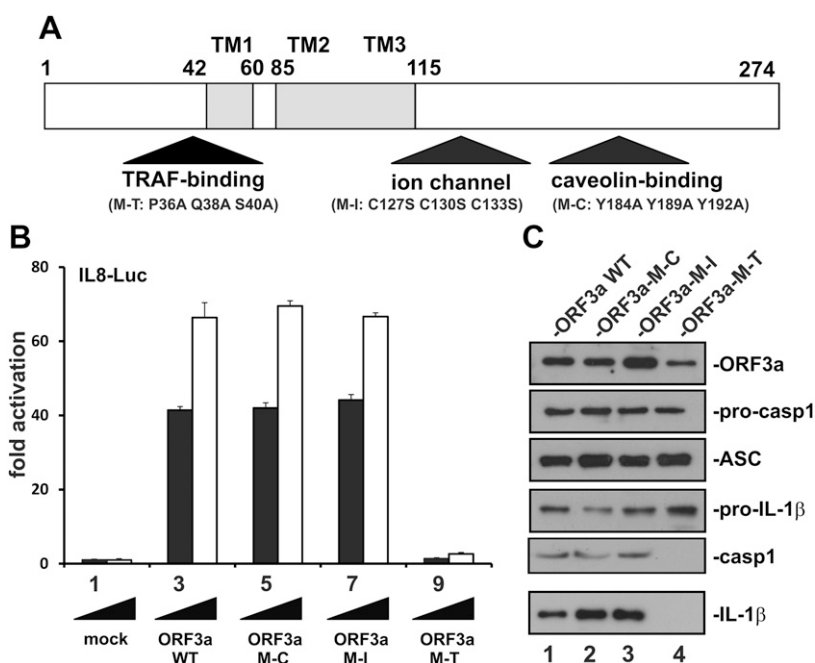 A
TM1 TM2 TM3
1 42 60 85 115 274
TRAF-binding ion channel caveolin-binding
(M-T: P36A Q38A S40A) (M-I: C127S C130S C133S) (M-C: Y184A Y189A Y192A)
B
IL8-Luc
fold activation
80
60
40
20
0
1 3 5 7 9
mock ORF3a ORF3a ORF3a ORF3a
WT M-C M-I M-T
C
-ORF3a WT
-ORF3a-M-C
-ORF3a-M-I
-ORF3a-M-T
-ORF3a
-pro-casp1
-ASC
-pro-IL-1β
-casp1
-IL-1β
1 2 3 4